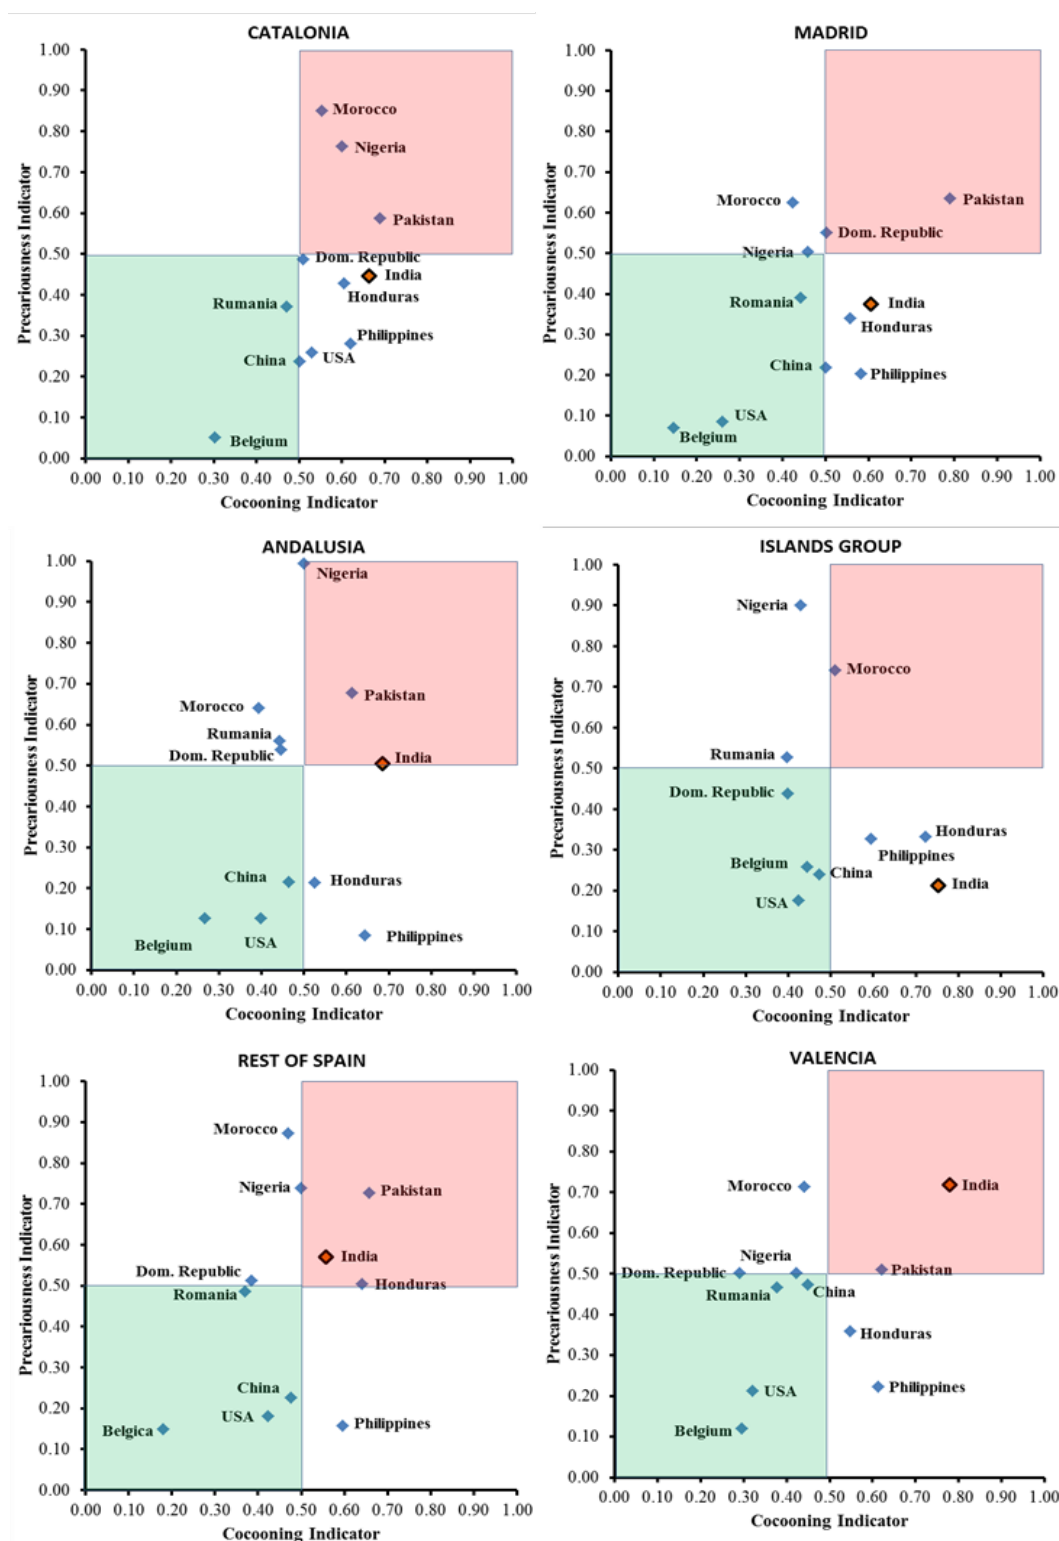 CATALONIA
1.00
0.90
0.80
0.70
0.60
0.50
0.40
0.30
0.20
0.10
0.00
Precariousness Indicator
Morocco
Nigeria
Pakistan
Dom. Republic
India
Honduras
Rumania
Philippines
USA
China
Belgium
0.00 0.10 0.20 0.30 0.40 0.50 0.60 0.70 0.80 0.90 1.00
Cocooning Indicator
MADRID
1.00
0.90
0.80
0.70
0.60
0.50
0.40
0.30
0.20
0.10
0.00
Precariousness Indicator
Morocco
Pakistan
Dom. Republic
Nigeria
Romania
India
Honduras
China
Philippines
USA
Belgium
0.00 0.10 0.20 0.30 0.40 0.50 0.60 0.70 0.80 0.90 1.00
Cocooning Indicator
ANDALUSIA
1.00
0.90
0.80
0.70
0.60
0.50
0.40
0.30
0.20
0.10
0.00
Precariousness Indicator
Nigeria
Pakistan
Morocco
Rumania
Dom. Republic
India
China
Honduras
Belgium
USA
Philippines
0.00 0.10 0.20 0.30 0.40 0.50 0.60 0.70 0.80 0.90 1.00
Cocooning Indicator
ISLANDS GROUP
1.00
0.90
0.80
0.70
0.60
0.50
0.40
0.30
0.20
0.10
0.00
Precariousness Indicator
Nigeria
Morocco
Rumania
Dom. Republic
Honduras
Philippines
Belgium
China
India
USA
0.00 0.10 0.20 0.30 0.40 0.50 0.60 0.70 0.80 0.90 1.00
Cocooning Indicator
REST OF SPAIN
1.00
0.90
0.80
0.70
0.60
0.50
0.40
0.30
0.20
0.10
0.00
Precariousness Indicator
Morocco
Nigeria
Pakistan
India
Dom. Republic
Honduras
Romania
China
USA
Belgica
Philippines
0.00 0.10 0.20 0.30 0.40 0.50 0.60 0.70 0.80 0.90 1.00
Cocooning Indicator
VALENCIA
1.00
0.90
0.80
0.70
0.60
0.50
0.40
0.30
0.20
0.10
0.00
Precariousness Indicator
Morocco
India
Nigeria
Dom. Republic
Pakistan
Rumania
China
Honduras
USA
Philippines
Belgium
0.00 0.10 0.20 0.30 0.40 0.50 0.60 0.70 0.80 0.90 1.00
Cocooning Indicator